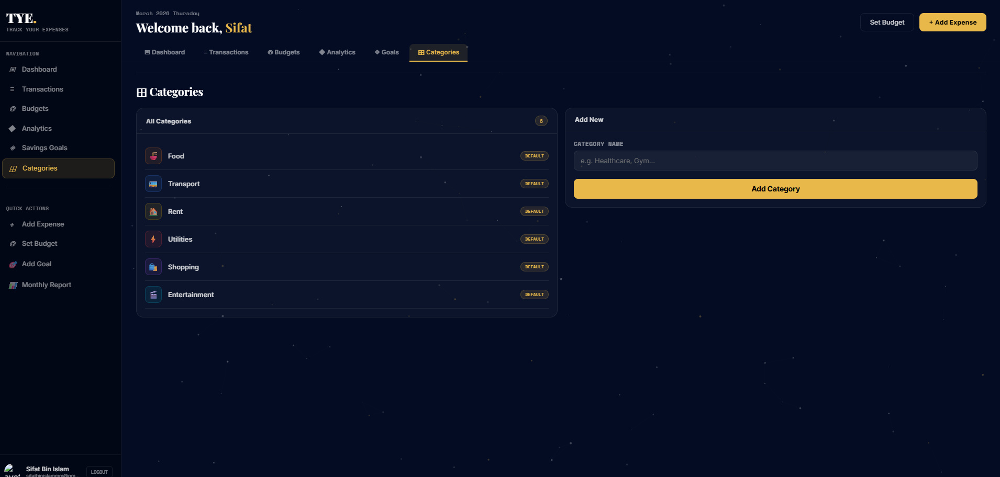 TYE.
TRACK YOUR EXPENSES
NAVIGATION
Dashboard
Transactions
Budgets
Analytics
Savings Goals
Categories
QUICK ACTIONS
+ Add Expense
Set Budget
Add Goal
Monthly Report
Sifat Bin Islam
sifatbinislammm@gm...
LOGOUT
March 2026 Thursday
Welcome back, Sifat
Set Budget
+ Add Expense
Dashboard
Transactions
Budgets
Analytics
Goals
Categories
Categories
All Categories
6
Food
DEFAULT
Transport
DEFAULT
Rent
DEFAULT
Utilities
DEFAULT
Shopping
DEFAULT
Entertainment
DEFAULT
Add New
CATEGORY NAME
e.g. Healthcare, Gym...
Add Category